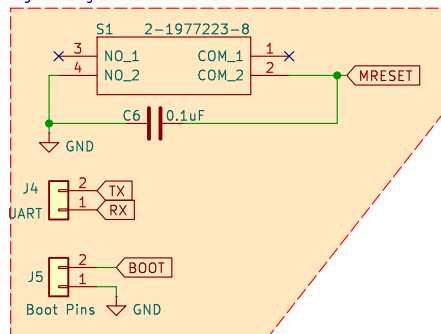 S1 2-1977223-8
3 NO_1 COM_1 1
4 NO_2 COM_2 2
MRESET
C6 0.1uF
GND
J4 2 TX
UART 1 RX
2 BOOT
J5 1
Boot Pins GND